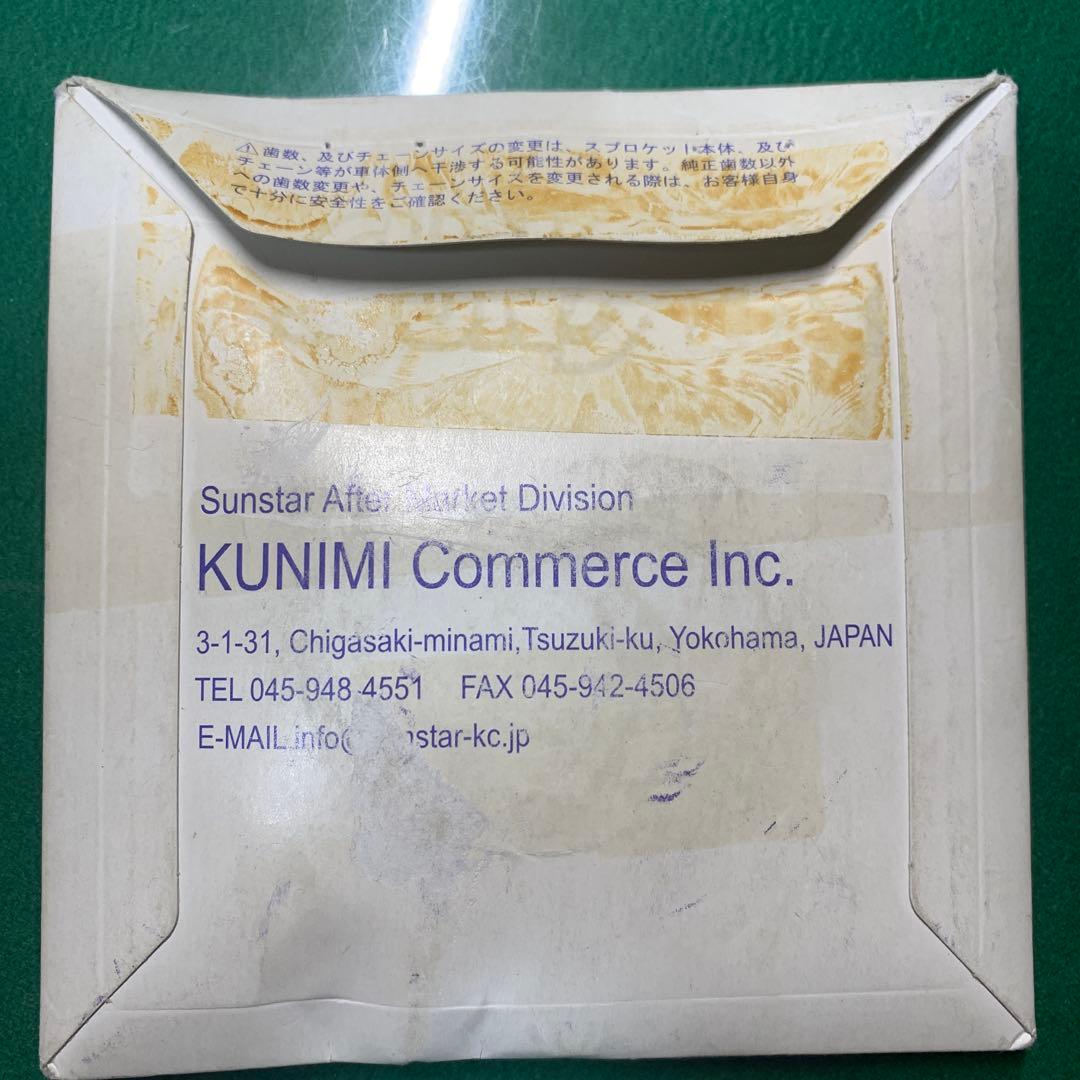 ⚠歯数、及びチェーンサイズの変更は、スプロケット本体、及び
チェーン等が車体側へ干渉する可能性があります。純正歯数以外
への歯数変更や、チェーンサイズを変更される際は、お客様自身
で十分に安全性をご確認ください。
Sunstar After Market Division
KUNIMI Commerce Inc.
3-1-31, Chigasaki-minami,Tsuzuki-ku, Yokohama, JAPAN
TEL 045-948-4551 FAX 045-942-4506
E-MAIL